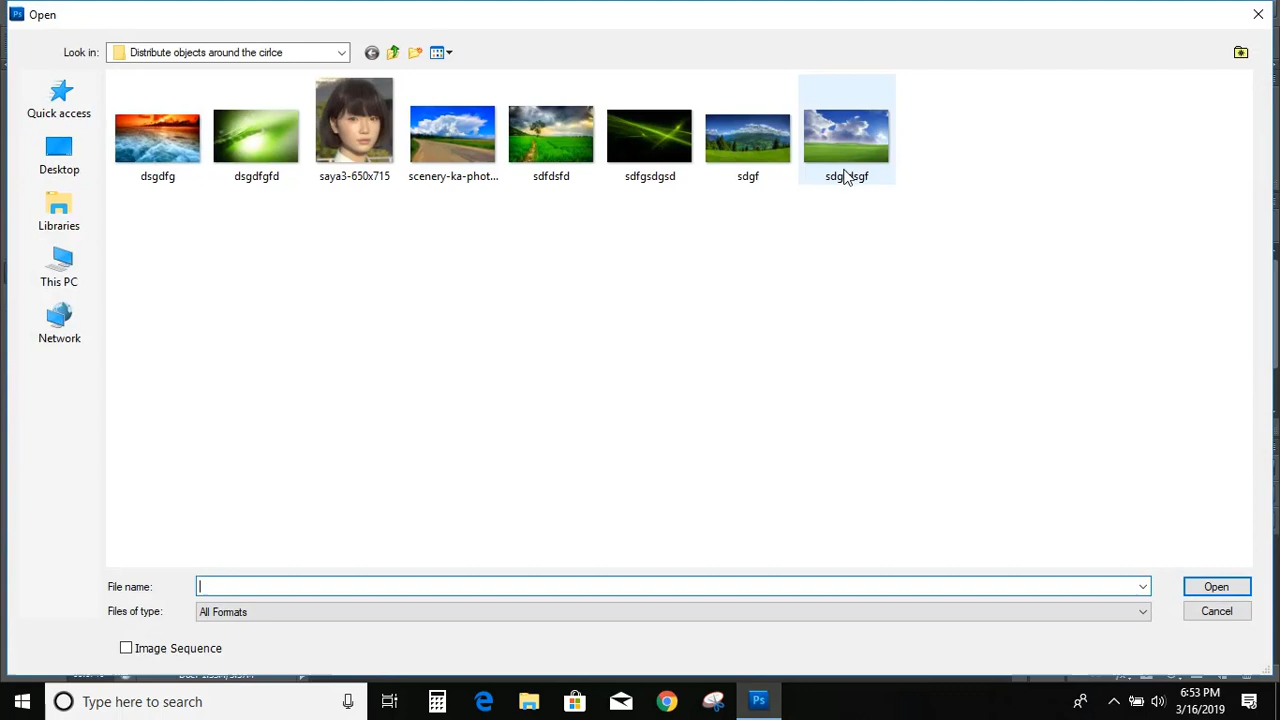 Ps Open
Look in: Distribute objects around the cirlce
Quick access
Desktop
Libraries
This PC
Network
dsgdfg dsgdfgfd saya3-650x715 scenery-ka-phot... sdfdsfd sdfgsdgsd sdgf
File name: Open
Files of type: All Formats Cancel
Image Sequence
Type here to search Ps 6:53 PM
3/16/2019